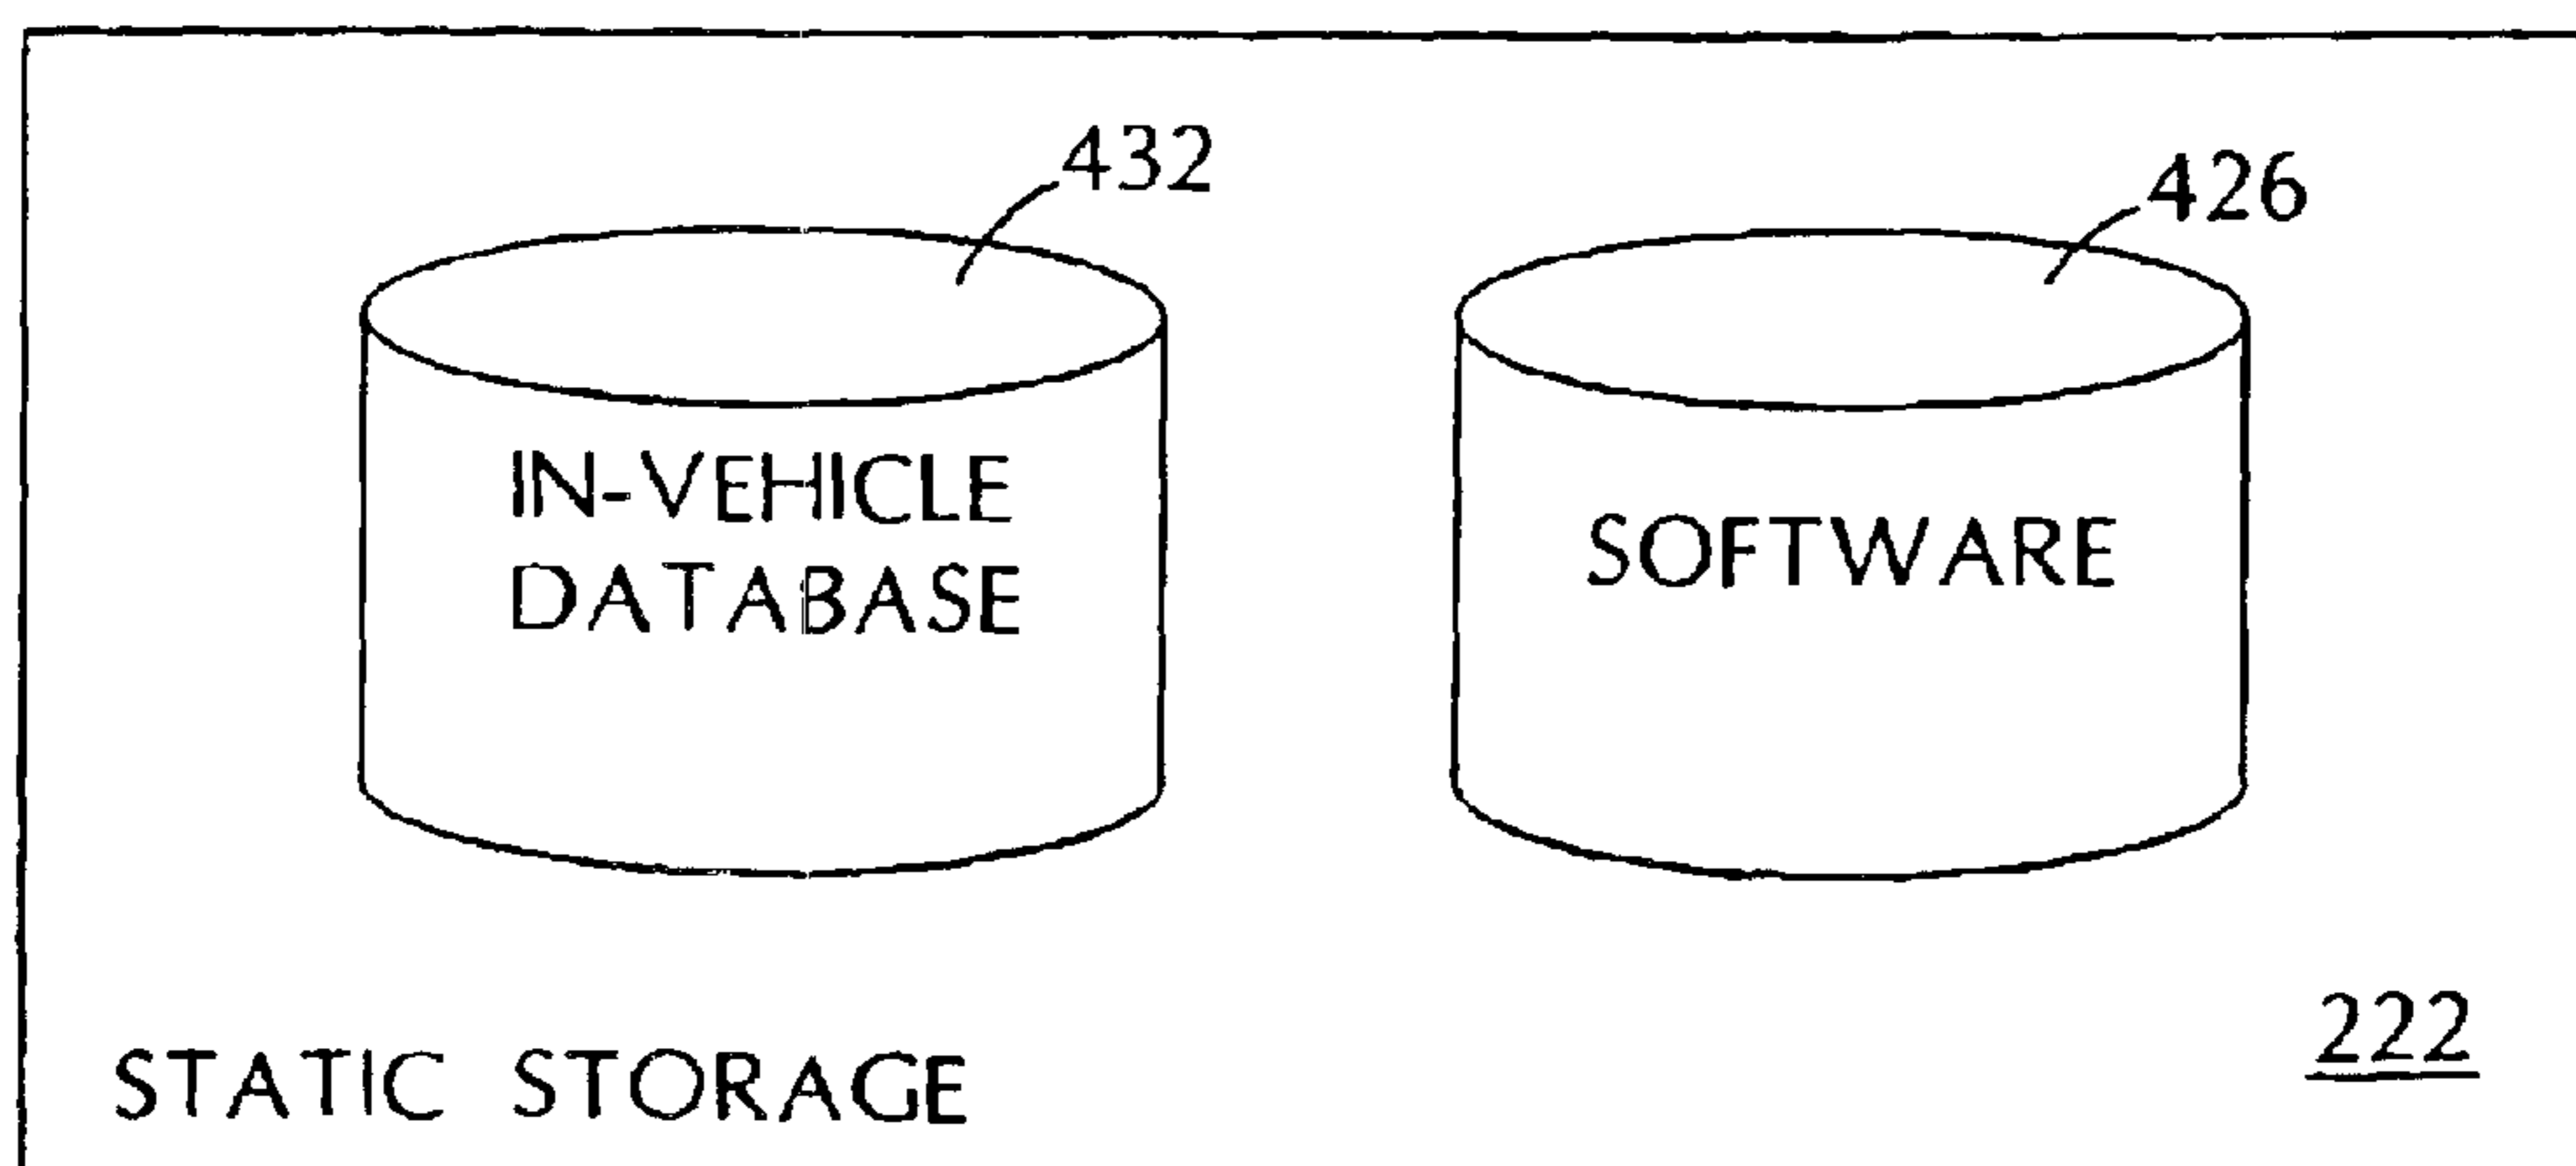 432
426
IN-VEHICLE
DATABASE
SOFTWARE
222
STATIC STORAGE